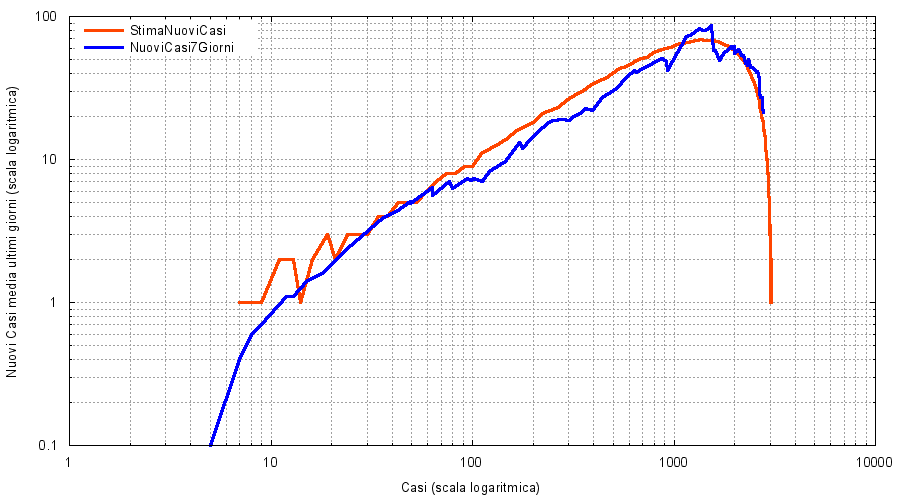 100
StimaNuoviCasi
NuoviCasi7Giorni
10
1
0.1
Nuovi Casi media ultimi giorni (scala logaritmica)
1
10
100
1000
10000
Casi (scala logaritmica)